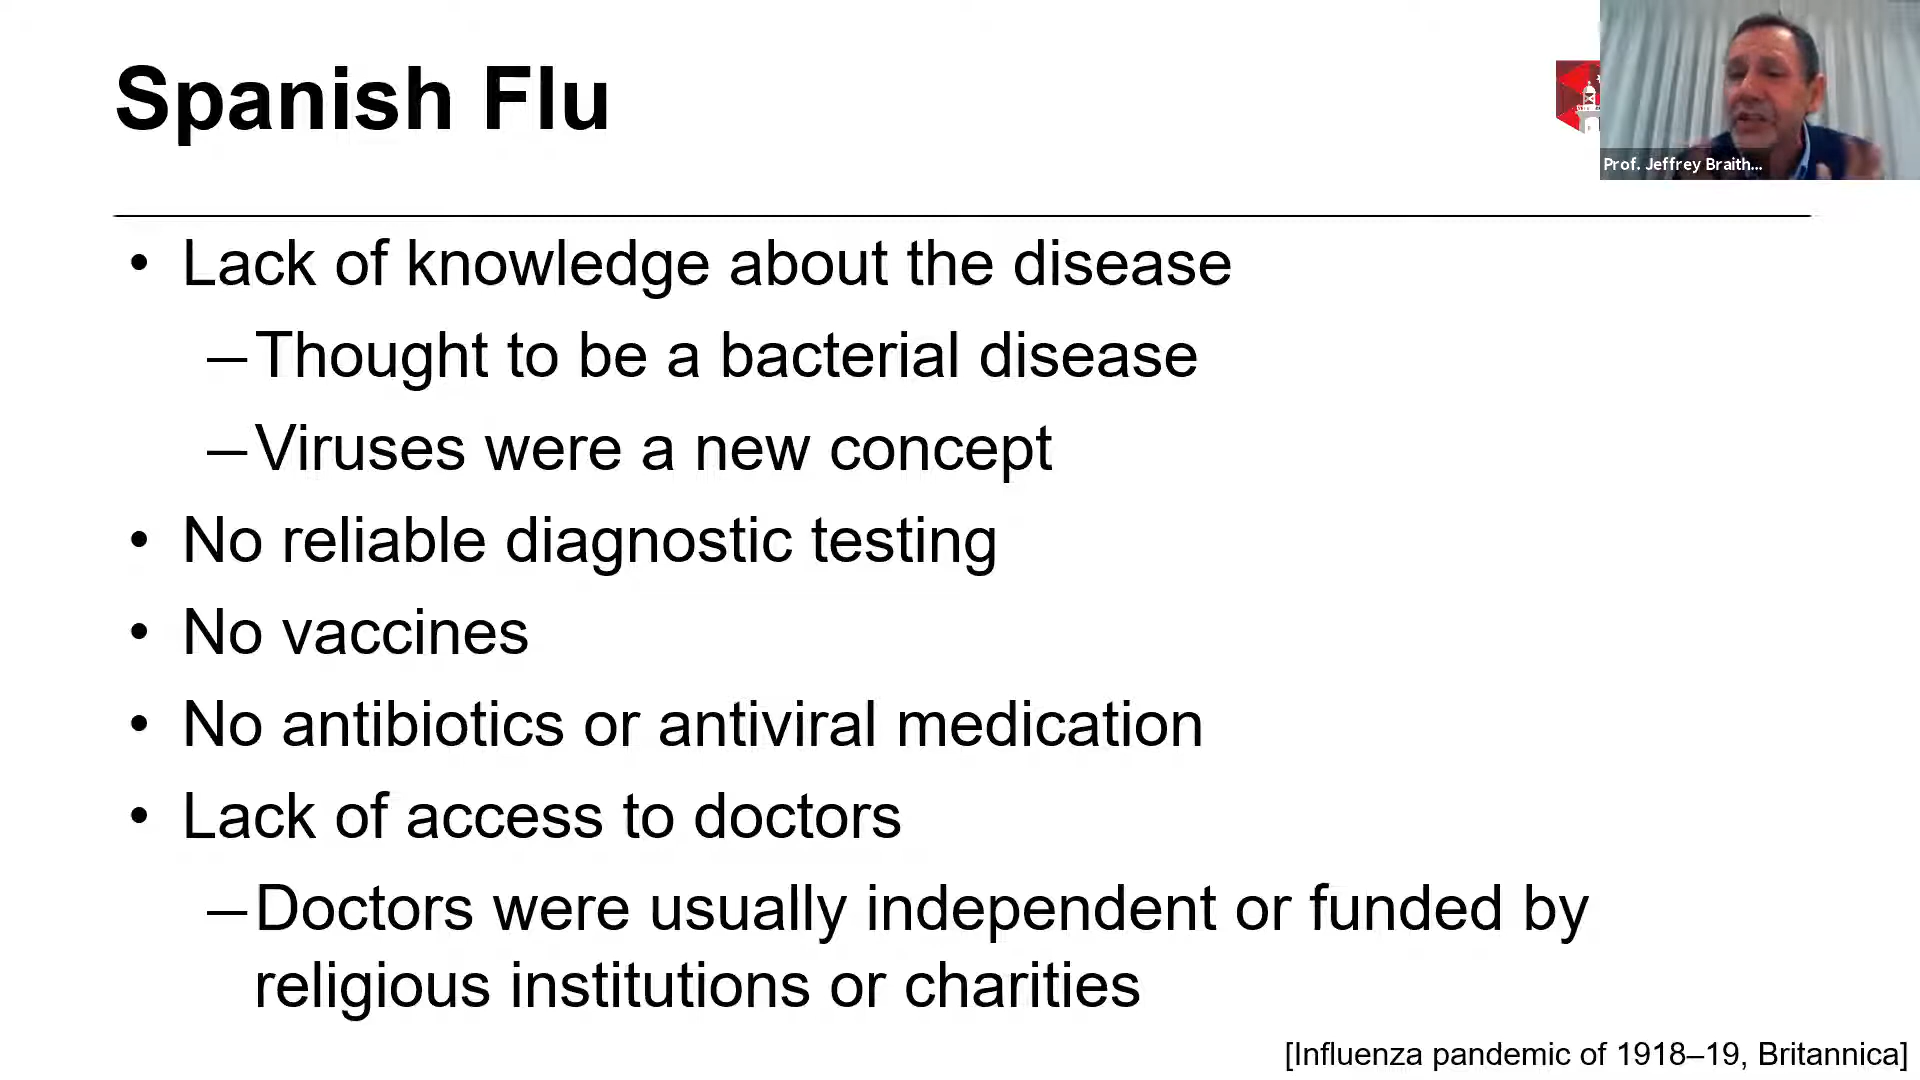 Spanish Flu
Prof. Jeffrey Braith...
• Lack of knowledge about the disease
– Thought to be a bacterial disease
– Viruses were a new concept
• No reliable diagnostic testing
• No vaccines
• No antibiotics or antiviral medication
• Lack of access to doctors
– Doctors were usually independent or funded by
religious institutions or charities
[Influenza pandemic of 1918–19, Britannica]